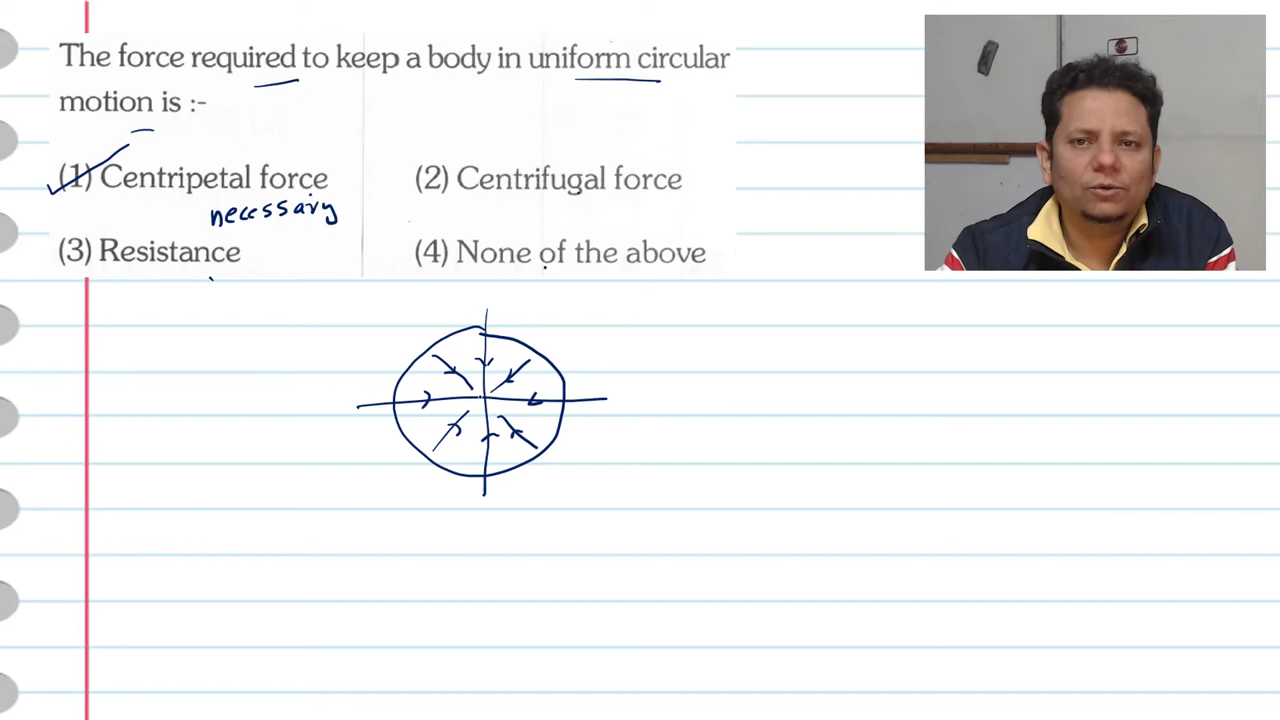 The force required to keep a body in uniform circular
motion is :-
(1) Centripetal force
(2) Centrifugal force
necessary
(3) Resistance
(4) None of the above